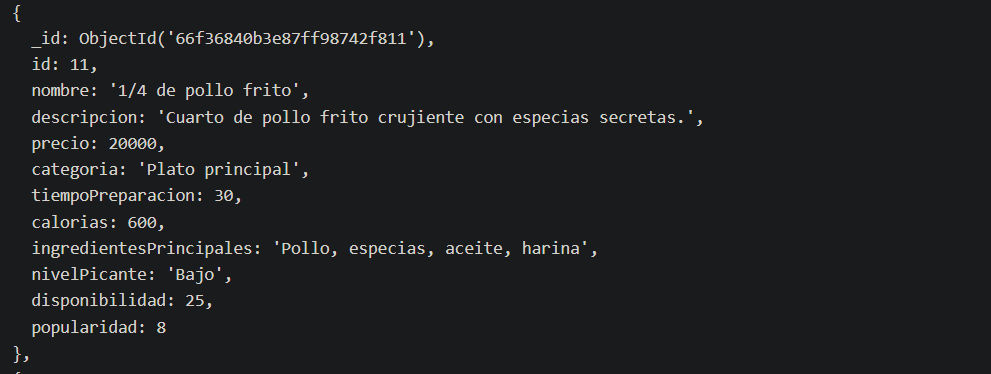 {
_id: ObjectId('66f36840b3e87ff98742f811'),
id: 11,
nombre: '1/4 de pollo frito',
descripcion: 'Cuarto de pollo frito crujiente con especias secretas.',
precio: 20000,
categoria: 'Plato principal',
tiempoPreparacion: 30,
calorias: 600,
ingredientesPrincipales: 'Pollo, especias, aceite, harina',
nivelPicante: 'Bajo',
disponibilidad: 25,
popularidad: 8
},
{